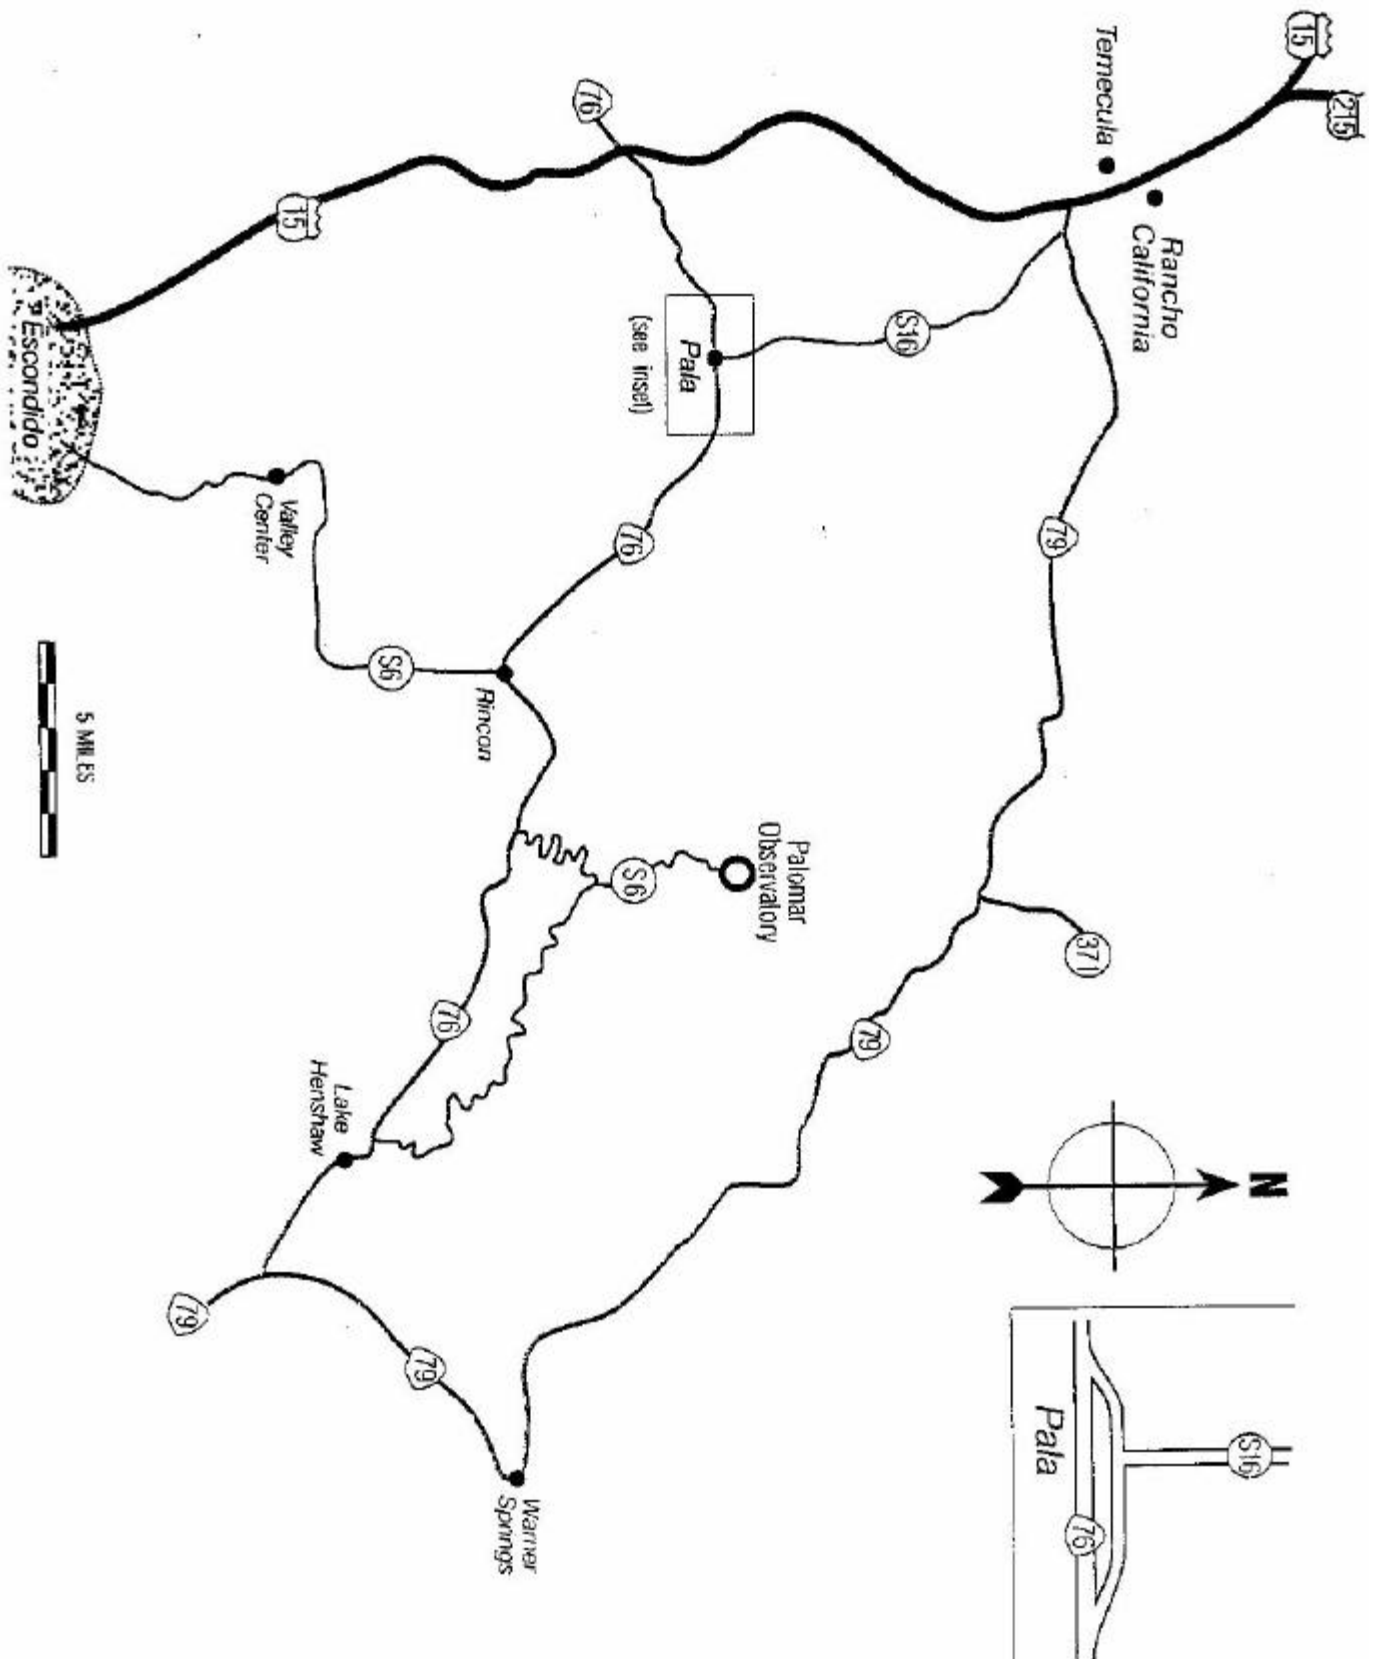 15
215
Temecula
Rancho
California
76
15
S16
Pala
(see inset)
79
Escondido
Valley
Center
76
S6
Rincon
5 MILES
Palomar
Observatory
S6
371
76
79
Lake
Henshaw
N
79
79
Warner
Springs
S16
Pala
76